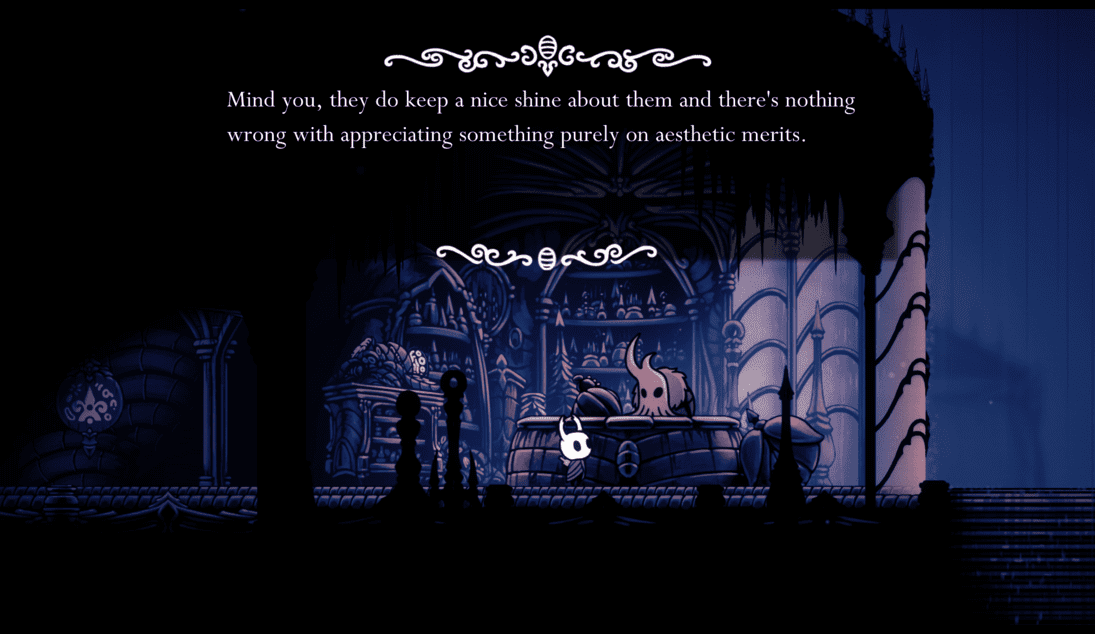 Mind you, they do keep a nice shine about them and there's nothing
wrong with appreciating something purely on aesthetic merits.